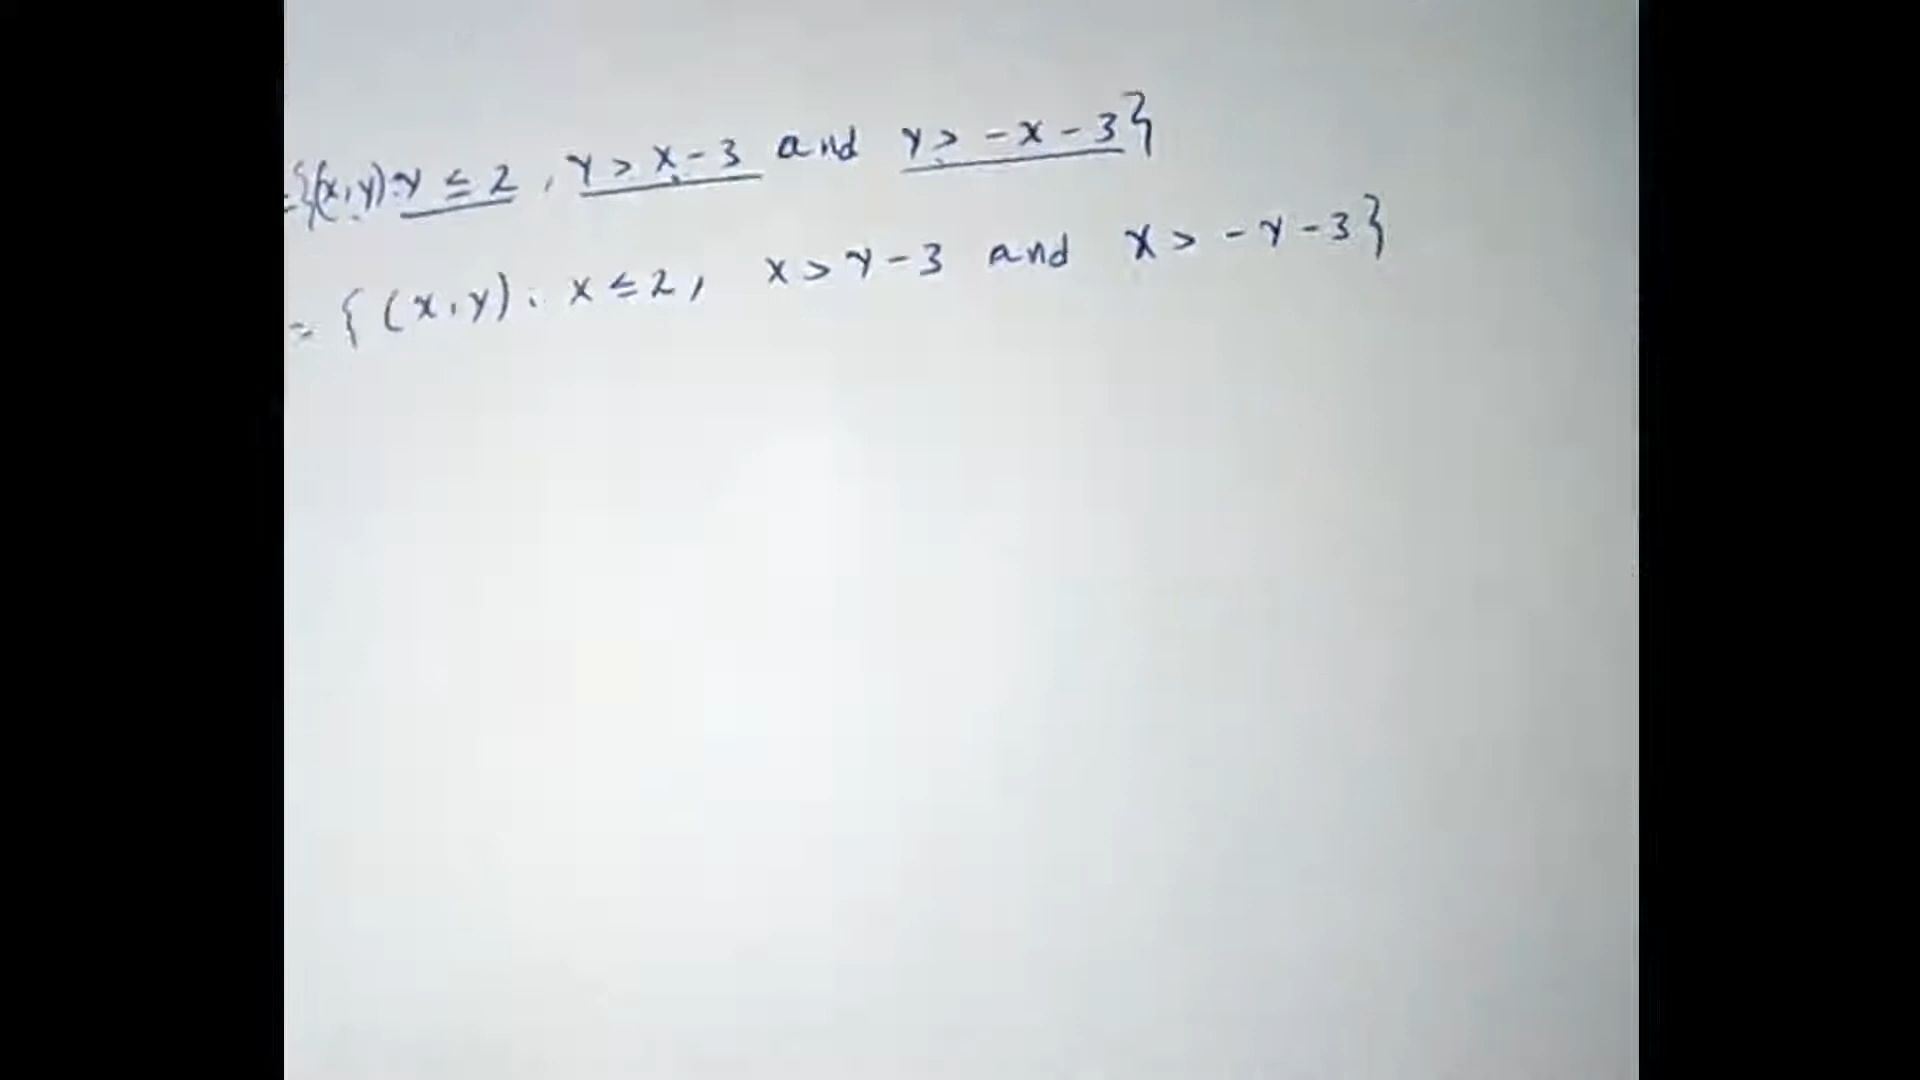 ={(x,y): y ≤ 2, y > x - 3 and y > -x - 3}
= {(x,y): x ≤ 2, x > y - 3 and x > -y - 3}